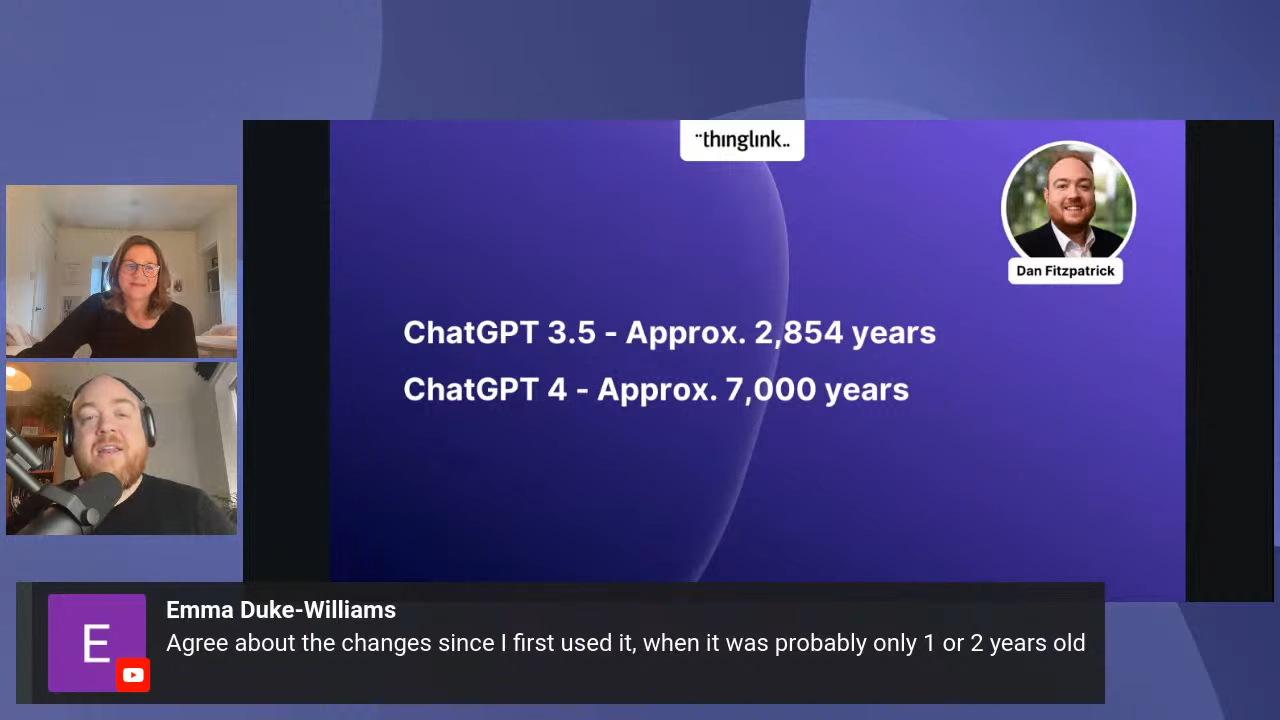 ¨thınglınk..
Dan Fitzpatrick
ChatGPT 3.5 - Approx. 2,854 years
ChatGPT 4 - Approx. 7,000 years
E
Emma Duke-Williams
Agree about the changes since I first used it, when it was probably only 1 or 2 years old